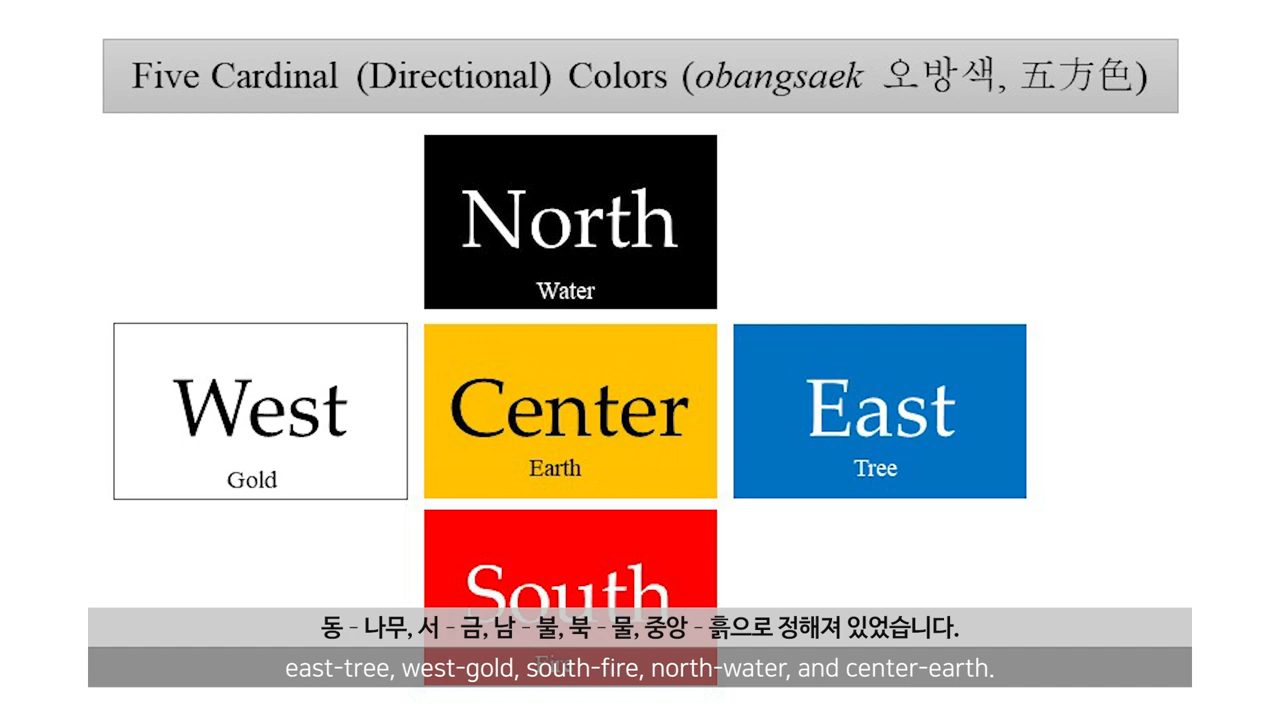 Five Cardinal (Directional) Colors (obangsaek 오방색, 五方色)
North
Water
West
Gold
Center
Earth
East
Tree
South
Fire
동 - 나무, 서 - 금, 남 - 불, 북 - 물, 중앙 - 흙으로 정해져 있었습니다.
east-tree, west-gold, south-fire, north-water, and center-earth.